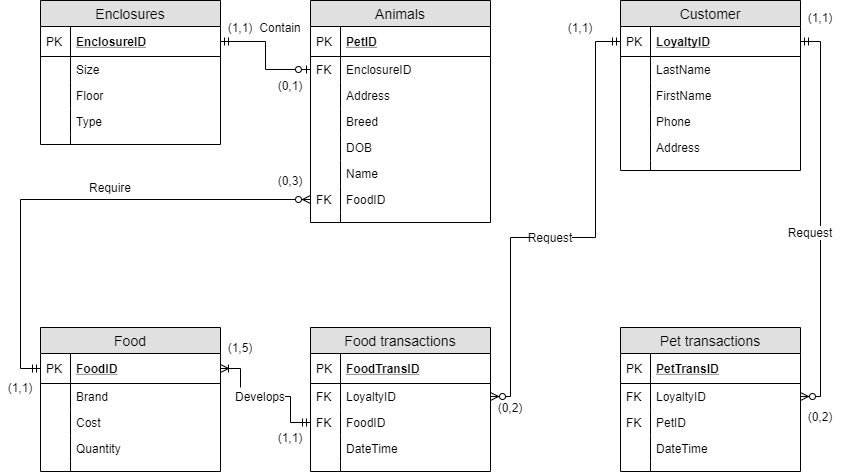 Enclosures
PK EnclosureID
Size
Floor
Type
(1,1) Contain
(0,1)
Animals
PK PetID
FK EnclosureID
Address
Breed
DOB
Name
FK FoodID
(0,3)
Require
(1,1)
Customer
PK LoyaltyID
LastName
FirstName
Phone
Address
(1,1)
(1,1)
Request
Request
Food
PK FoodID
Brand
Cost
Quantity
(1,1)
(1,5)
Develops
(1,1)
Food transactions
PK FoodTransID
FK LoyaltyID
FK FoodID
DateTime
(0,2)
Pet transactions
PK PetTransID
FK LoyaltyID
FK PetID
DateTime
(0,2)